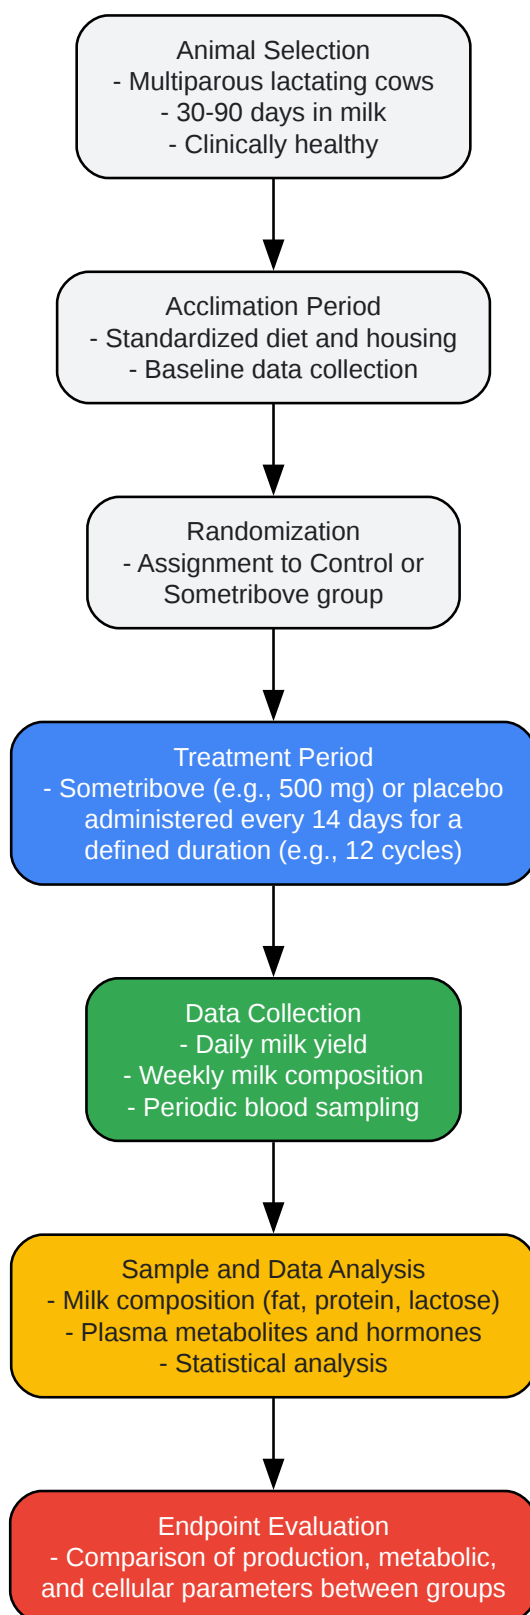 Animal Selection
- Multiparous lactating cows
- 30-90 days in milk
- Clinically healthy
Acclimation Period
- Standardized diet and housing
- Baseline data collection
Randomization
- Assignment to Control or
Sometribove group
Treatment Period
- Sometribove (e.g., 500 mg) or placebo
administered every 14 days for a
defined duration (e.g., 12 cycles)
Data Collection
- Daily milk yield
- Weekly milk composition
- Periodic blood sampling
Sample and Data Analysis
- Milk composition (fat, protein, lactose)
- Plasma metabolites and hormones
- Statistical analysis
Endpoint Evaluation
- Comparison of production, metabolic,
and cellular parameters between groups